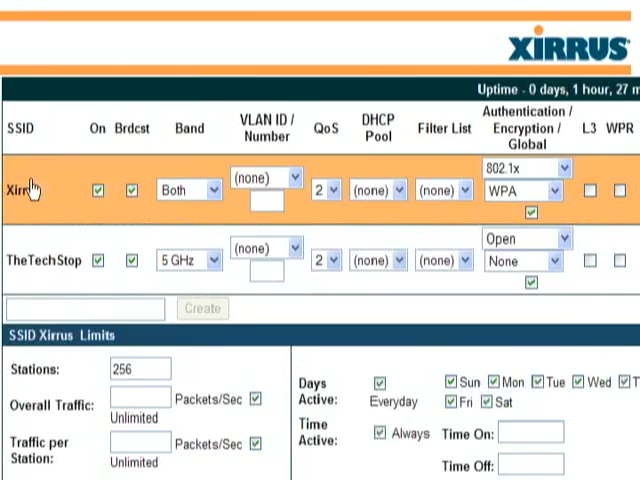 XIRRUS
Uptime - 0 days, 1 hour, 27 m
SSID On Brdcst Band VLAN ID / Number QoS DHCP Pool Filter List Authentication / Encryption / Global L3 WPR
(none) 802.1x
Both 2 (none) (none) WPA
(none) Open
TheTechStop 5 GHz 2 (none) (none) None
Create
SSID Xirrus Limits
Stations: 256
Overall Traffic: Packets/Sec
Unlimited
Traffic per Station: Packets/Sec
Unlimited
Days Active: Everyday
Sun Mon Tue Wed T
Fri Sat
Time Active: Always Time On:
Time Off: